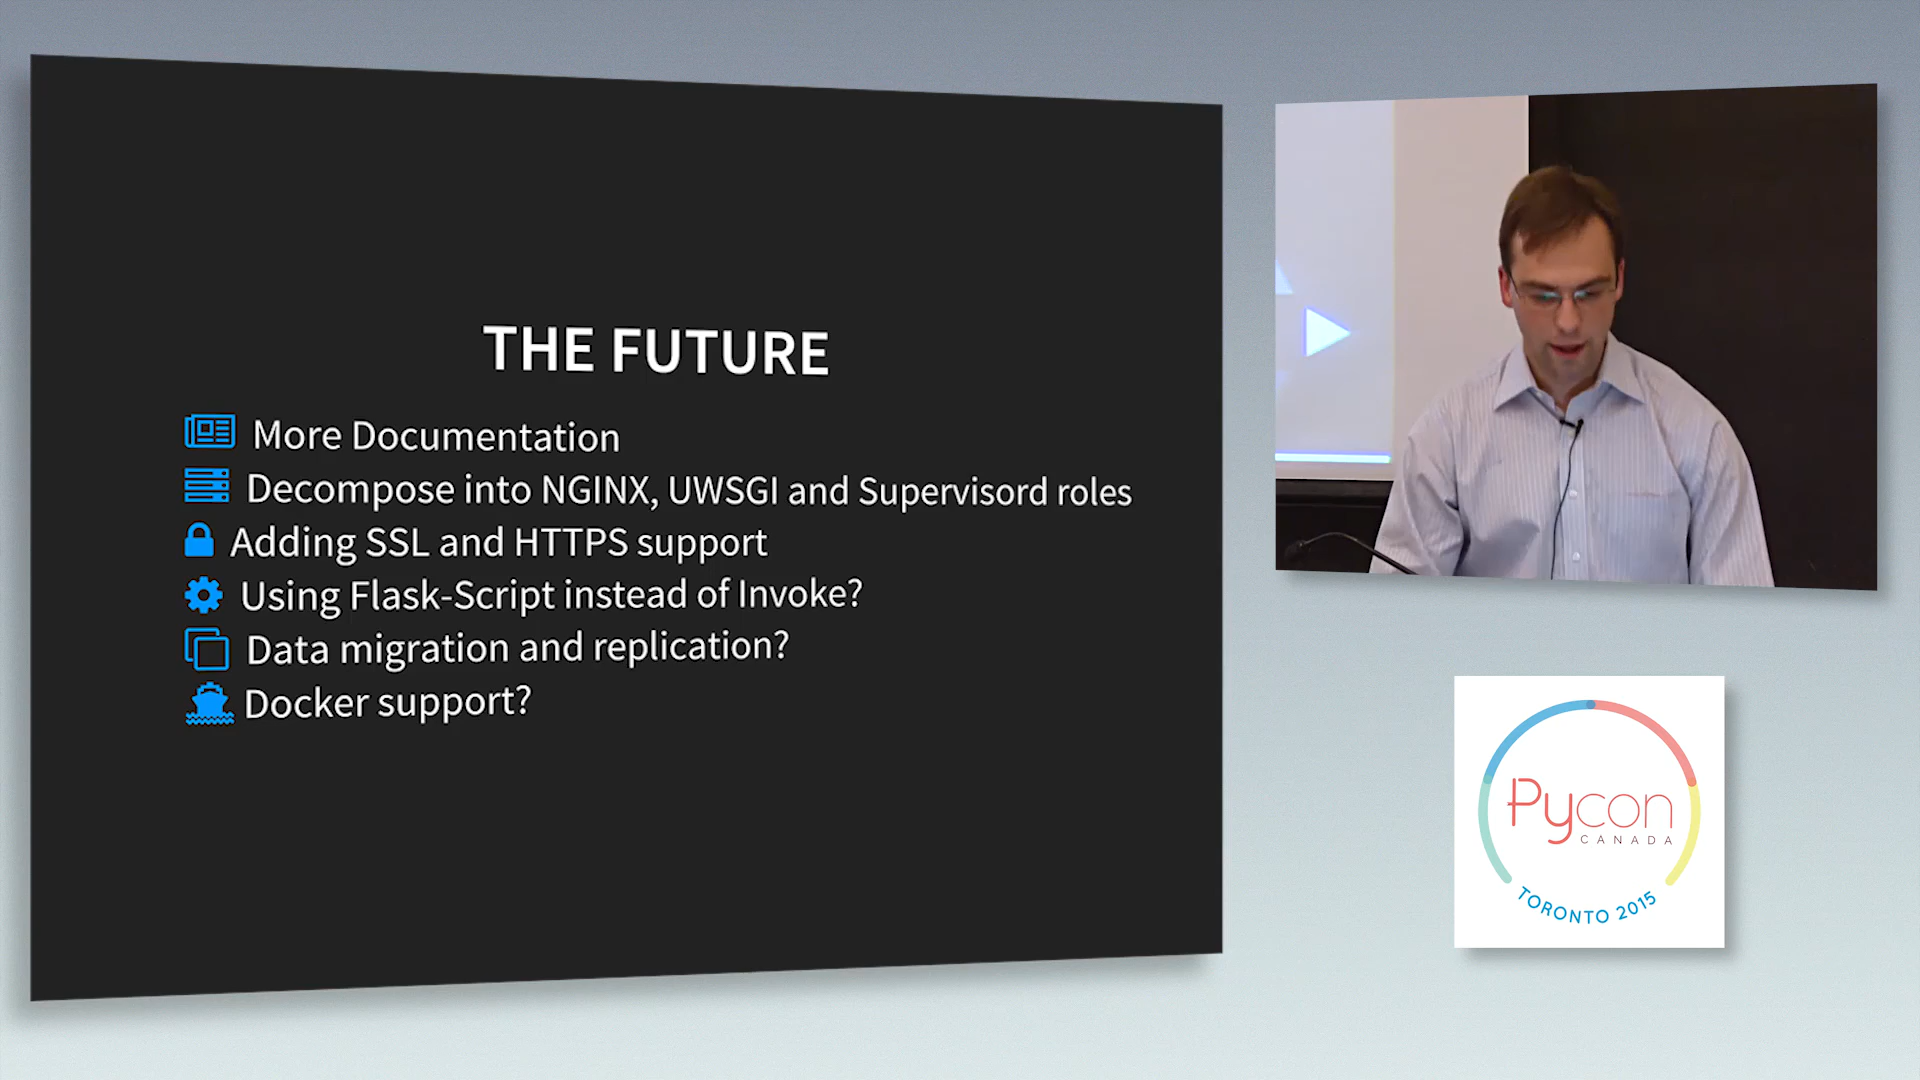 THE FUTURE
More Documentation
Decompose into NGINX, UWSGI and Supervisord roles
Adding SSL and HTTPS support
Using Flask-Script instead of Invoke?
Data migration and replication?
Docker support?
Pycon
CANADA
TORONTO 2015